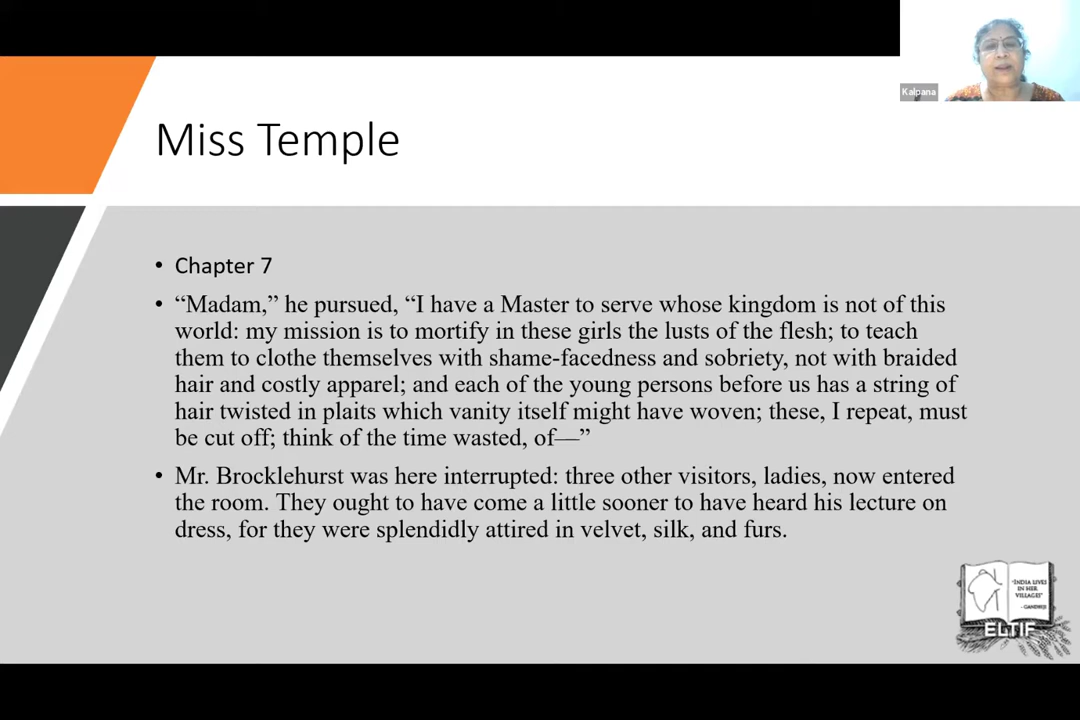 Kalpana
Miss Temple
• Chapter 7
• “Madam,” he pursued, “I have a Master to serve whose kingdom is not of this
world: my mission is to mortify in these girls the lusts of the flesh; to teach
them to clothe themselves with shame-facedness and sobriety, not with braided
hair and costly apparel; and each of the young persons before us has a string of
hair twisted in plaits which vanity itself might have woven; these, I repeat, must
be cut off; think of the time wasted, of—”
• Mr. Brocklehurst was here interrupted: three other visitors, ladies, now entered
the room. They ought to have come a little sooner to have heard his lecture on
dress, for they were splendidly attired in velvet, silk, and furs.
"INDIA LIVES
IN HER
VILLAGES"
- GANDHIJI
ELTIF